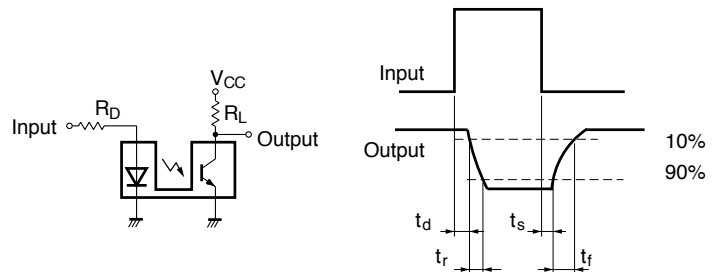 Input
R_D
V_CC
R_L
Output
Input
Output
10%
90%
t_d
t_s
t_r
t_f